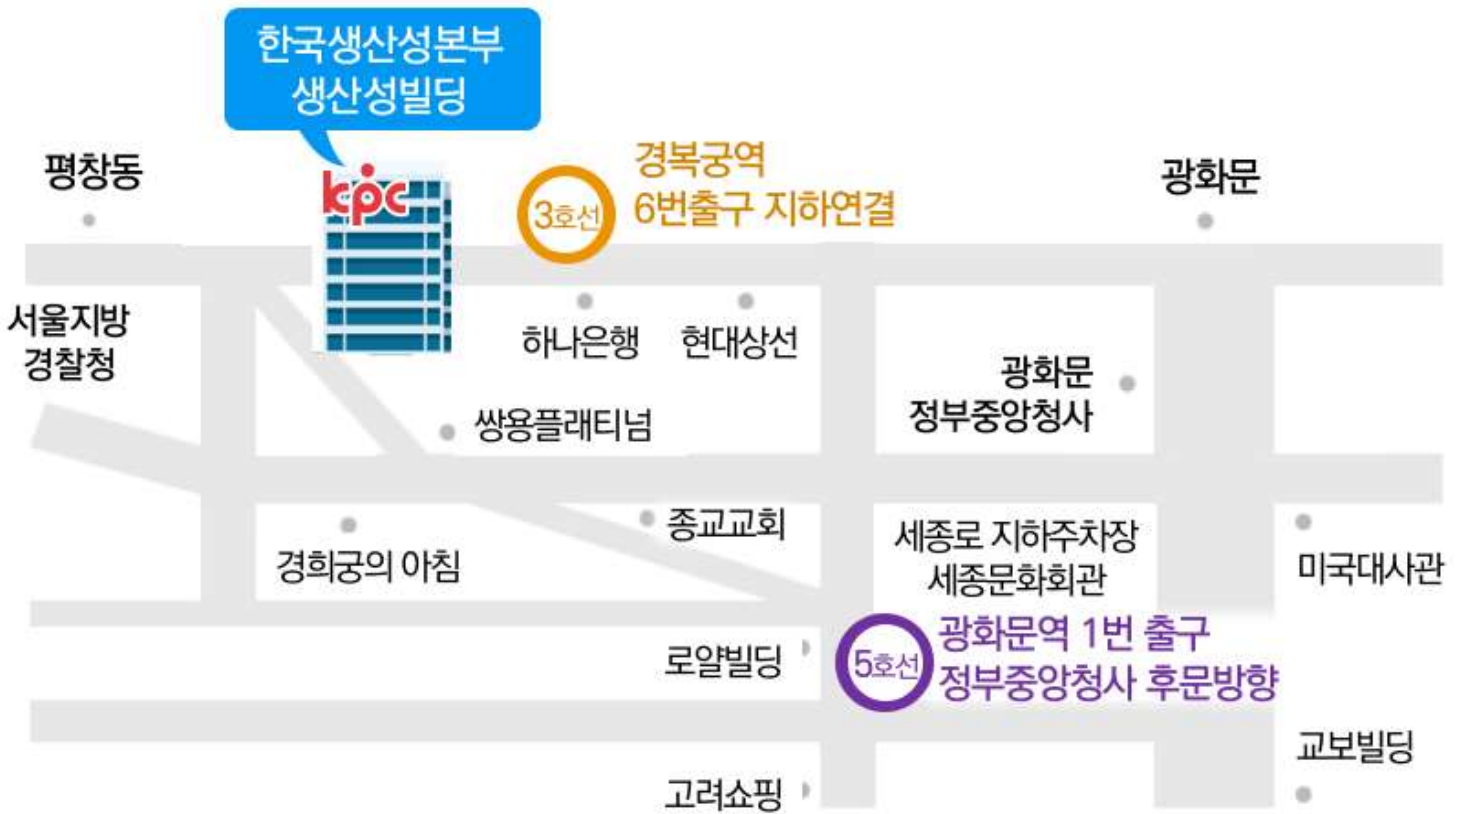 한국생산성본부
생산성빌딩
평창동
kpc
3호선
경복궁역
6번출구 지하연결
광화문
서울지방
경찰청
하나은행
현대상선
광화문
정부중앙청사
쌍용플래티넘
경희궁의 아침
종교교회
세종로 지하주차장
세종문화회관
미국대사관
로얄빌딩
5호선
광화문역 1번 출구
정부중앙청사 후문방향
고려쇼핑
교보빌딩